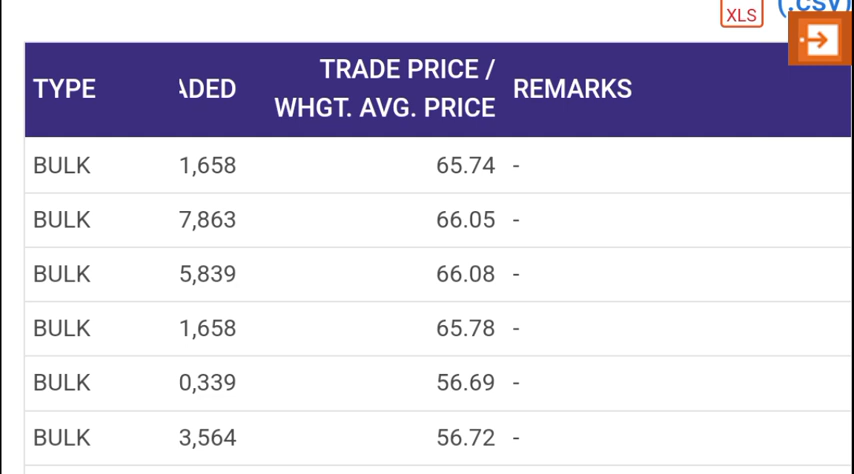 XLS (.csv)
TYPE ADED TRADE PRICE / WHGT. AVG. PRICE REMARKS
BULK 1,658 65.74 -
BULK 7,863 66.05 -
BULK 5,839 66.08 -
BULK 1,658 65.78 -
BULK 0,339 56.69 -
BULK 3,564 56.72 -